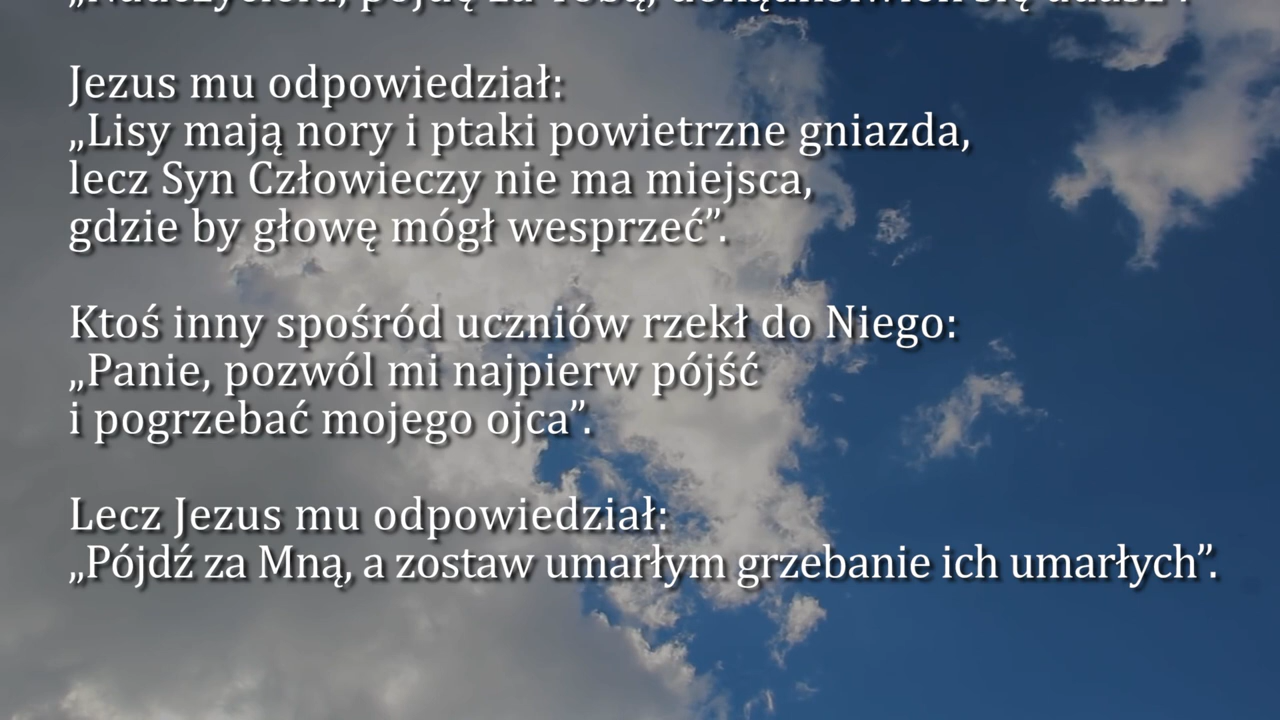 Jezus mu odpowiedział:
„Lisy mają nory i ptaki powietrzne gniazda,
lecz Syn Człowieczy nie ma miejsca,
gdzie by głowę mógł wesprzeć”.
Ktoś inny spośród uczniów rzekł do Niego:
„Panie, pozwól mi najpierw pójść
i pogrzebać mojego ojca”.
Lecz Jezus mu odpowiedział:
„Pójdź za Mną, a zostaw umarłym grzebanie ich umarłych”.